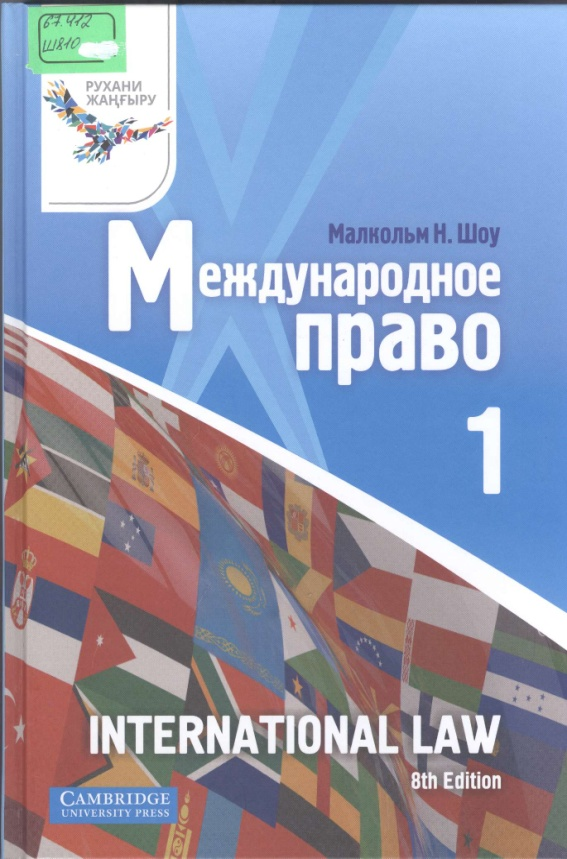 67.412
Ш810
РУХАНИ
ЖАҢҒЫРУ
Малкольм Н. Шоу
Международное
право
1
INTERNATIONAL LAW
8th Edition
CAMBRIDGE
UNIVERSITY PRESS